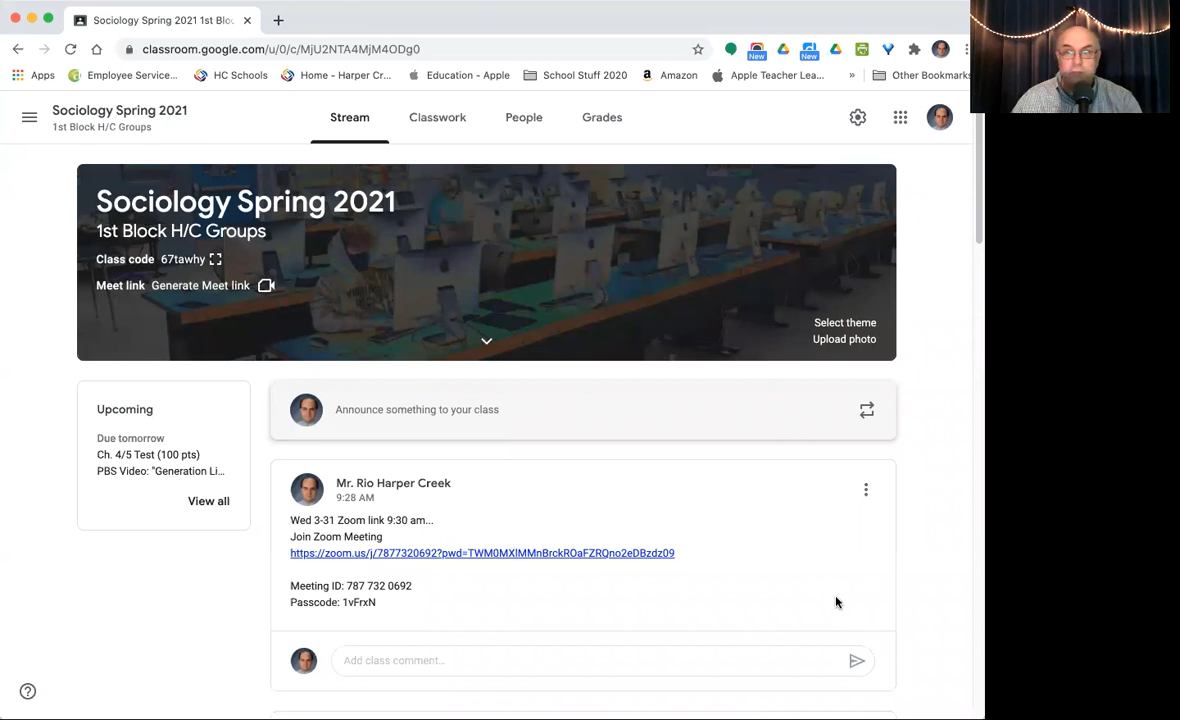 Sociology Spring 2021 1st Bloc
classroom.google.com/u/0/c/MjU2NTA4MjM4ODg0
New
New
Apps
Employee Service...
HC Schools
Home - Harper Cr...
Education - Apple
School Stuff 2020
Amazon
Apple Teacher Lea...
»
Other Bookmarks
Sociology Spring 2021
1st Block H/C Groups
Stream
Classwork
People
Grades
Sociology Spring 2021
1st Block H/C Groups
Class code 67tawhy
Meet link Generate Meet link
Select theme
Upload photo
Upcoming
Due tomorrow
Ch. 4/5 Test (100 pts)
PBS Video: "Generation Li...
View all
Announce something to your class
Mr. Rio Harper Creek
9:28 AM
Wed 3-31 Zoom link 9:30 am...
Join Zoom Meeting
https://zoom.us/j/7877320692?pwd=TWM0MXlMMnBrckROaFZRQno2eDBzdz09
Meeting ID: 787 732 0692
Passcode: 1vFrxN
Add class comment...